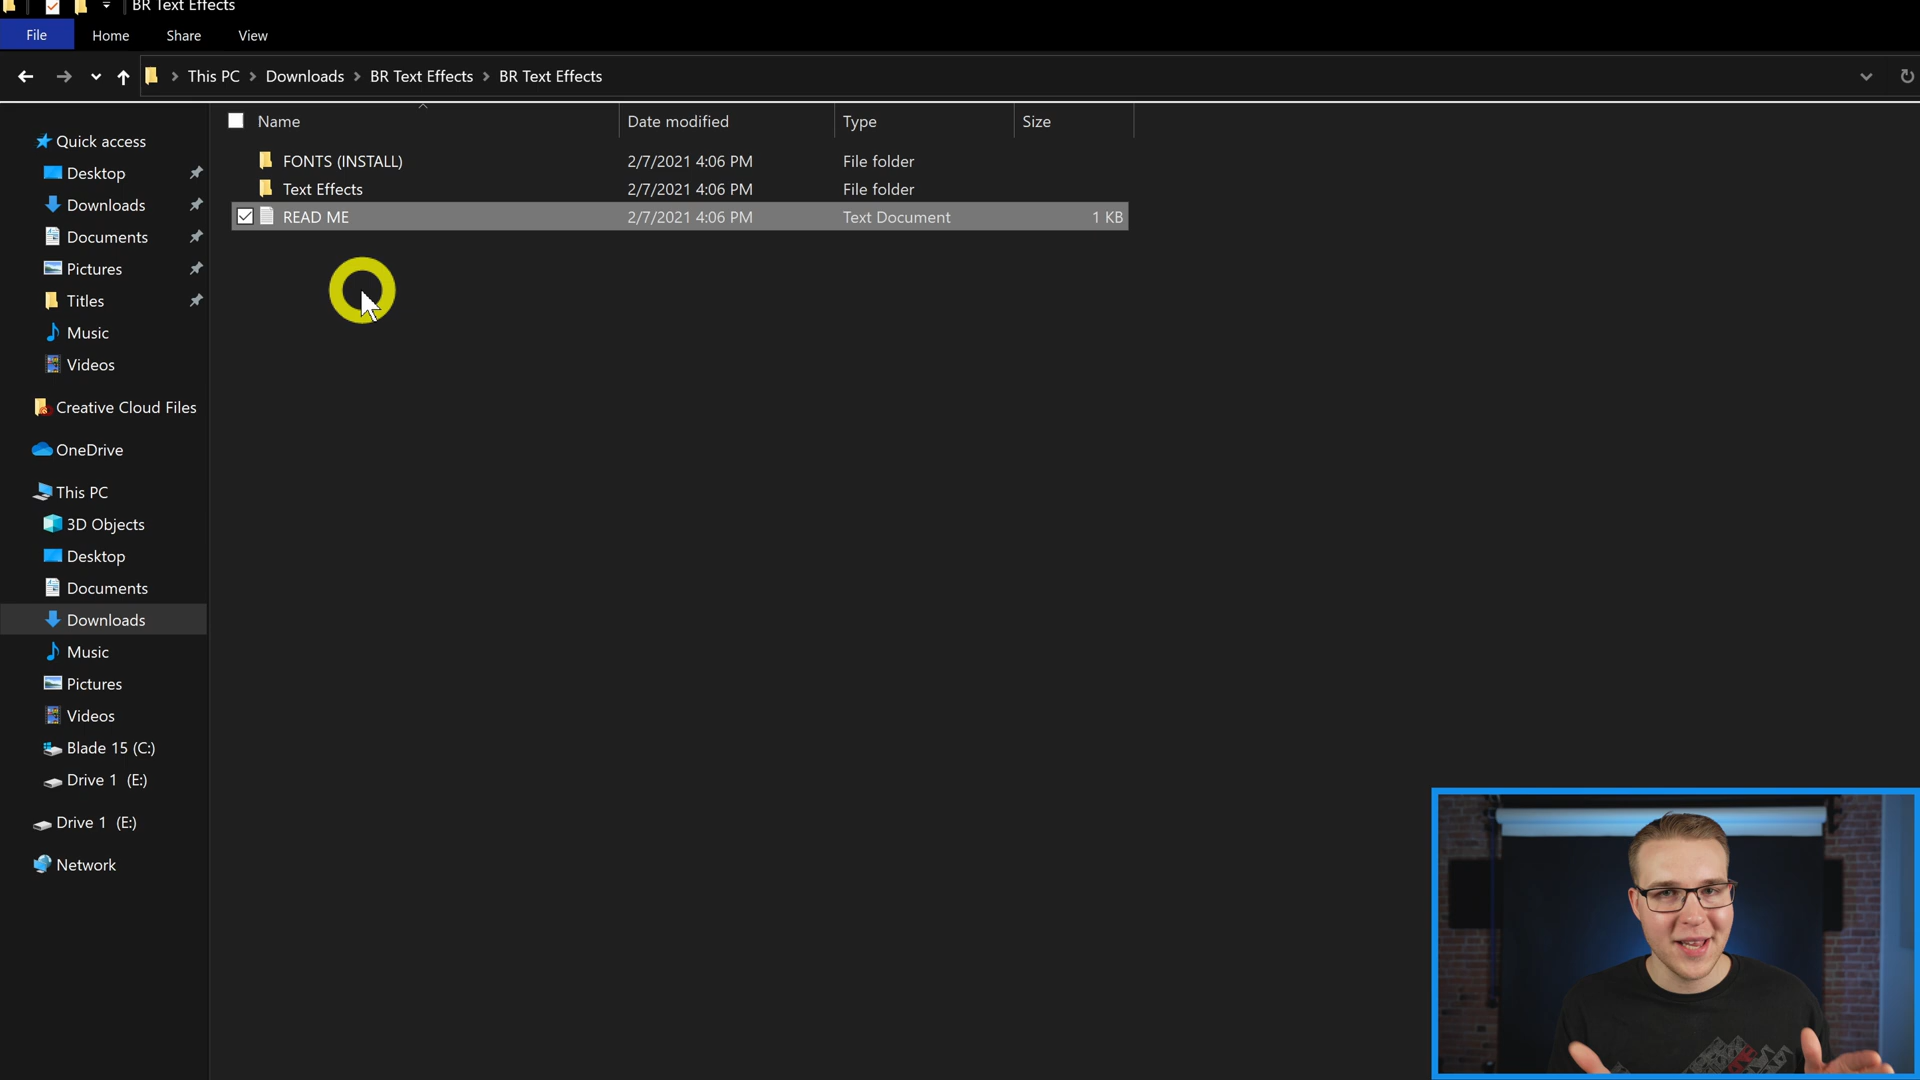 BR Text Effects
File Home Share View
This PC Downloads BR Text Effects BR Text Effects
Name Date modified Type Size
FONTS (INSTALL) 2/7/2021 4:06 PM File folder
Text Effects 2/7/2021 4:06 PM File folder
READ ME 2/7/2021 4:06 PM Text Document 1 KB
Quick access
Desktop
Downloads
Documents
Pictures
Titles
Music
Videos
Creative Cloud Files
OneDrive
This PC
3D Objects
Desktop
Documents
Downloads
Music
Pictures
Videos
Blade 15 (C:)
Drive 1 (E:)
Drive 1 (E:)
Network